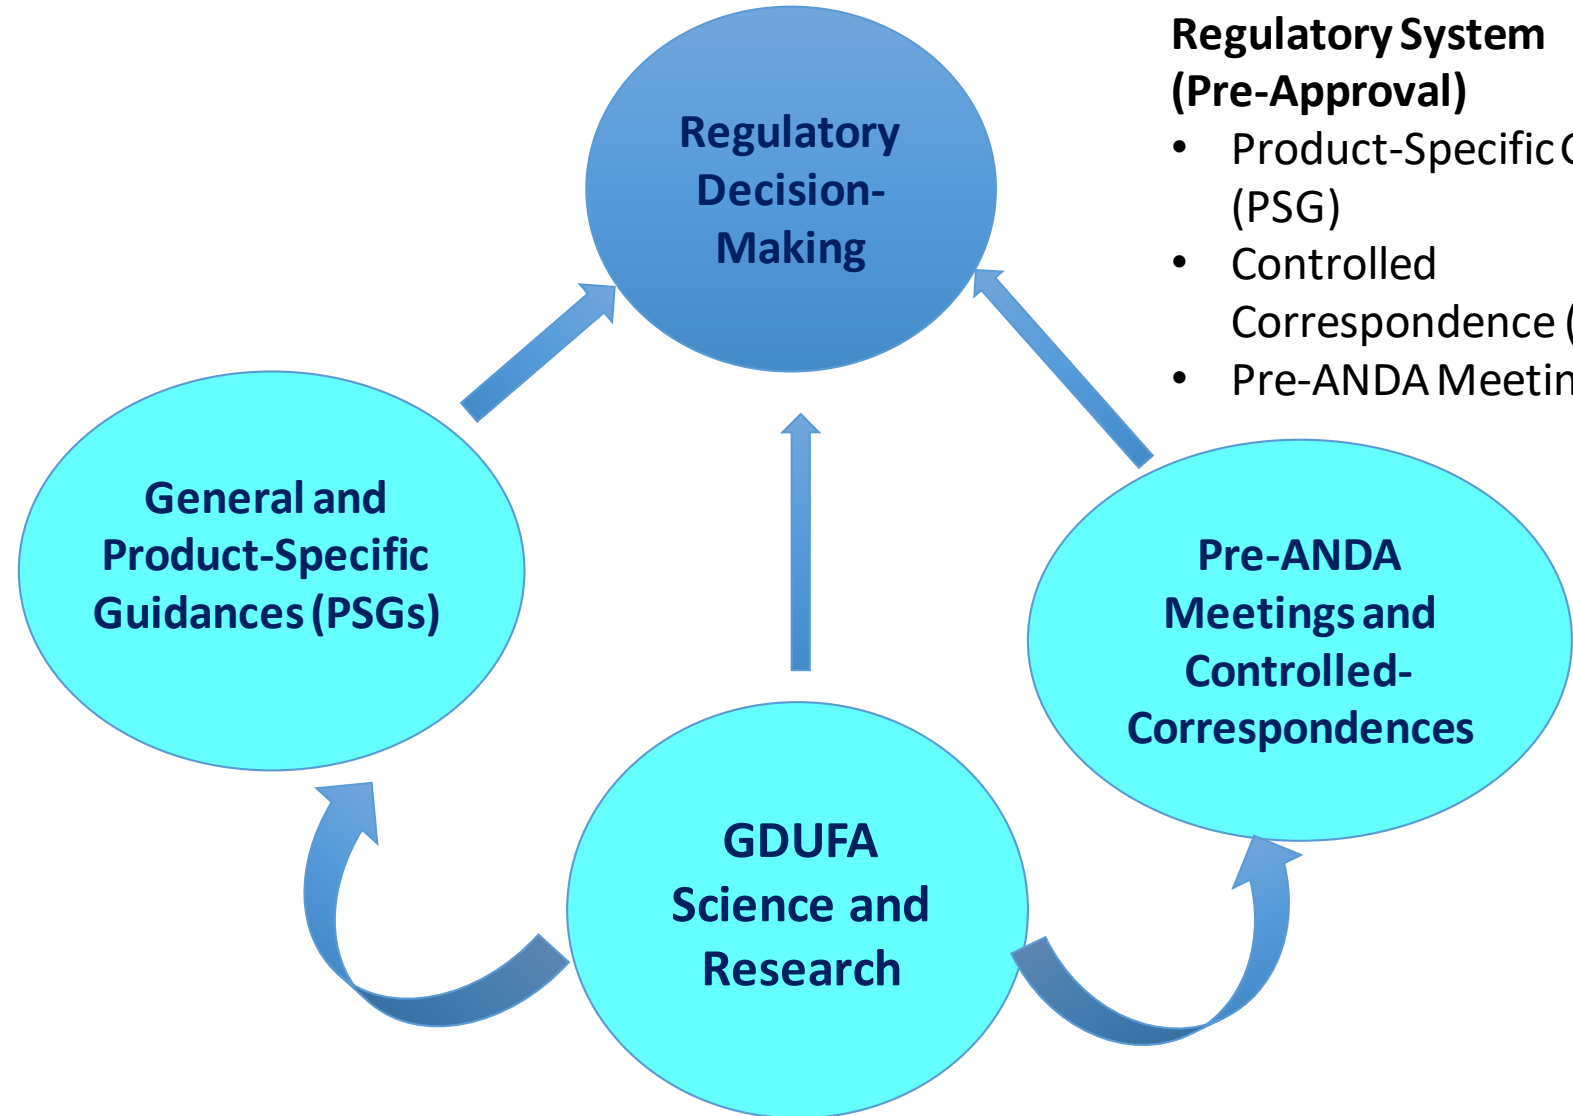 Regulatory System
(Pre-Approval)
• Product-Specific
(PSG)
• Controlled
Correspondence (
• Pre-ANDA
Regulatory
Decision-
Making
General and
Product-Specific
Guidances (PSGs)
Pre-ANDA
Meetings and
Controlled-
Correspondences
GDUFA
Science and
Research